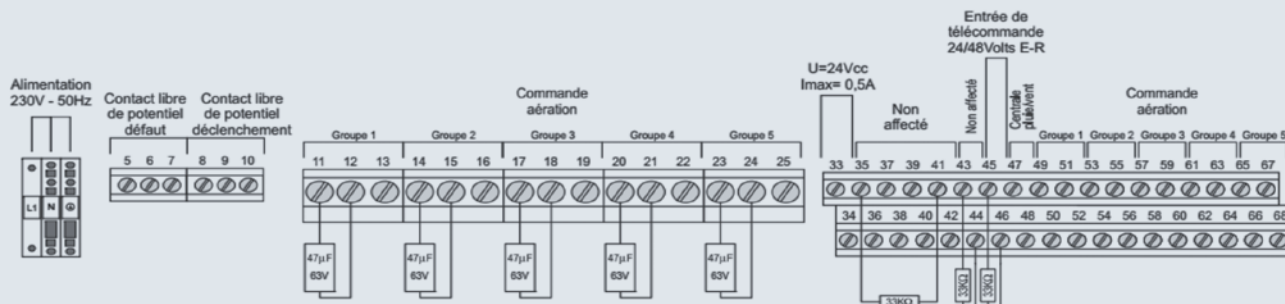 Alimentation
230V - 50Hz
L1 N
Contact libre
de potentiel
défaut
Contact libre
de potentiel
déclenchement
5 6 7 8 9 10
Commande
aération
Groupe 1 Groupe 2 Groupe 3 Groupe 4 Groupe 5
11 12 13 14 15 16 17 18 19 20 21 22 23 24 25
47µF
63V
47µF
63V
47µF
63V
47µF
63V
47µF
63V
Entrée de
télécommande
24/48Volts E-R
U=24Vcc
Imax= 0,5A
Non
affecté
Non affecté
Centrale
pluie/vent
Commande
aération
Groupe 1 Groupe 2 Groupe 3 Groupe 4 Groupe 5
33 35 37 39 41 43 45 47 49 51 53 55 57 59 61 63 65 67
34 36 38 40 42 44 46 48 50 52 54 56 58 60 62 64 66 68
33KΩ
33KΩ
33KΩ